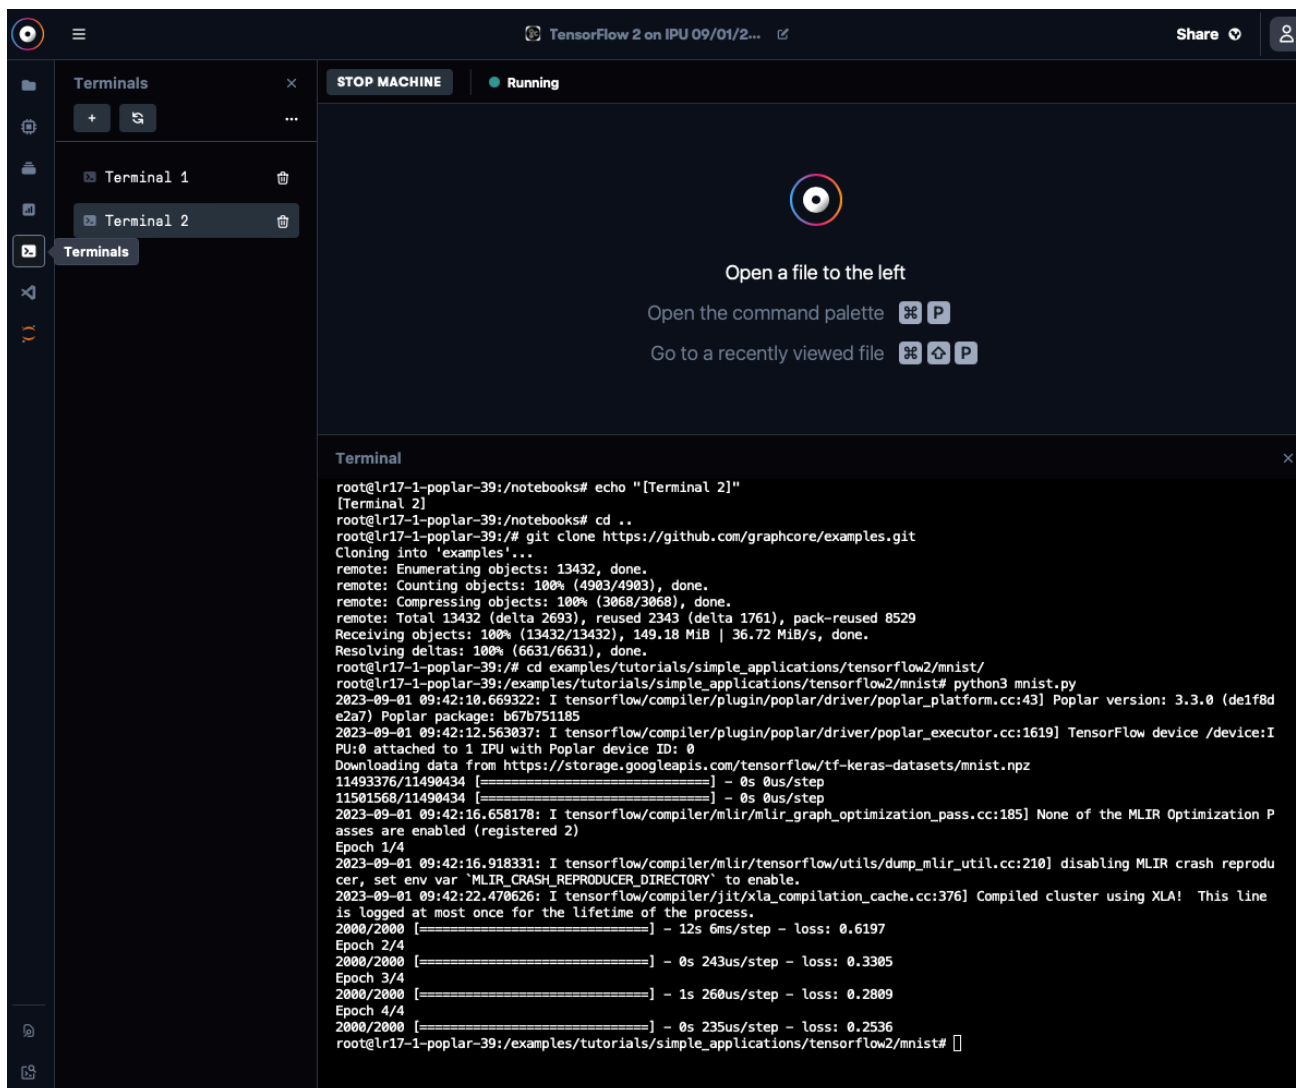 TensorFlow 2 on IPU 09/01/2...
Share
Terminals
STOP MACHINE
Running
+
...
Terminal 1
Terminal 2
Terminals
Open a file to the left
Open the command palette ⌘ P
Go to a recently viewed file ⌘ ⇧ P
Terminal
root@lr17-1-poplar-39:/notebooks# echo "[Terminal 2]"
[Terminal 2]
root@lr17-1-poplar-39:/notebooks# cd ..
root@lr17-1-poplar-39:/# git clone https://github.com/graphcore/examples.git
Cloning into 'examples'...
remote: Enumerating objects: 13432, done.
remote: Counting objects: 100% (4903/4903), done.
remote: Compressing objects: 100% (3068/3068), done.
remote: Total 13432 (delta 2693), reused 2343 (delta 1761), pack-reused 8529
Receiving objects: 100% (13432/13432), 149.18 MiB | 36.72 MiB/s, done.
Resolving deltas: 100% (6631/6631), done.
root@lr17-1-poplar-39:/# cd examples/tutorials/simple_applications/tensorflow2/mnist/
root@lr17-1-poplar-39:/examples/tutorials/simple_applications/tensorflow2/mnist# python3 mnist.py
2023-09-01 09:42:10.669322: I tensorflow/compiler/plugin/poplar/driver/poplar_platform.cc:43] Poplar version: 3.3.0 (de1f8d
e2a7) Poplar package: b67b751185
2023-09-01 09:42:12.563037: I tensorflow/compiler/plugin/poplar/driver/poplar_executor.cc:1619] TensorFlow device /device:I
PU:0 attached to 1 IPU with Poplar device ID: 0
Downloading data from https://storage.googleapis.com/tensorflow/tf-keras-datasets/mnist.npz
11493376/11490434 [==============================] - 0s 0us/step
11501568/11490434 [==============================] - 0s 0us/step
2023-09-01 09:42:16.658178: I tensorflow/compiler/mlir/mlir_graph_optimization_pass.cc:185] None of the MLIR Optimization P
asses are enabled (registered 2)
Epoch 1/4
2023-09-01 09:42:16.918331: I tensorflow/compiler/mlir/tensorflow/utils/dump_mlir_util.cc:210] disabling MLIR crash reprodu
cer, set env var `MLIR_CRASH_REPRODUCER_DIRECTORY` to enable.
2023-09-01 09:42:22.470626: I tensorflow/compiler/jit/xla_compilation_cache.cc:376] Compiled cluster using XLA!  This line
is logged at most once for the lifetime of the process.
2000/2000 [==============================] - 12s 6ms/step - loss: 0.6197
Epoch 2/4
2000/2000 [==============================] - 0s 243us/step - loss: 0.3305
Epoch 3/4
2000/2000 [==============================] - 1s 260us/step - loss: 0.2809
Epoch 4/4
2000/2000 [==============================] - 0s 235us/step - loss: 0.2536
root@lr17-1-poplar-39:/examples/tutorials/simple_applications/tensorflow2/mnist#